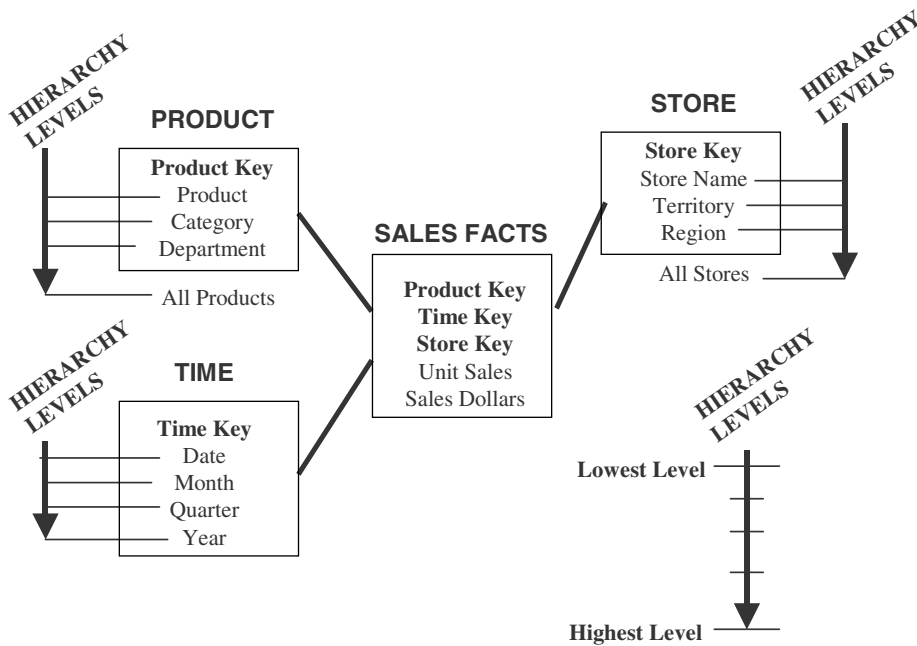 HIERARCHY
LEVELS
PRODUCT
Product Key
Product
Category
Department
All Products
HIERARCHY
LEVELS
TIME
Time Key
Date
Month
Quarter
Year
SALES FACTS
Product Key
Time Key
Store Key
Unit Sales
Sales Dollars
HIERARCHY
LEVELS
STORE
Store Key
Store Name
Territory
Region
All Stores
HIERARCHY
LEVELS
Lowest Level
Highest Level